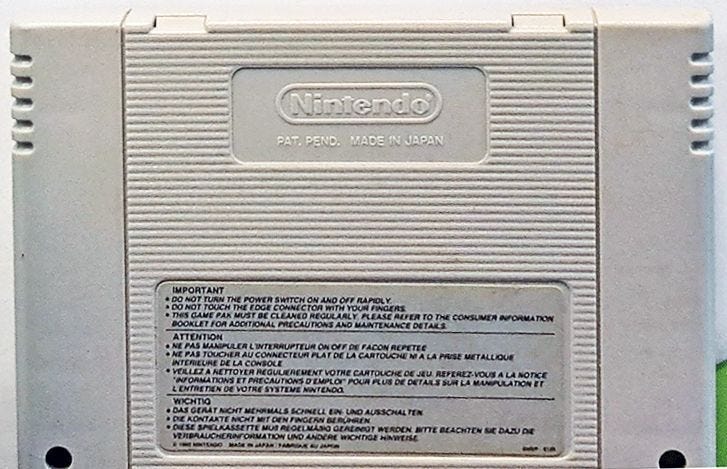 Nintendo
PAT. PEND. MADE IN JAPAN
IMPORTANT
• DO NOT TURN THE POWER SWITCH ON AND OFF RAPIDLY.
• DO NOT TOUCH THE EDGE CONNECTOR WITH YOUR FINGERS.
• THIS GAME PAK MUST BE CLEANED REGULARLY. PLEASE REFER TO THE CONSUMER INFORMATION
BOOKLET FOR ADDITIONAL PRECAUTIONS AND MAINTENANCE DETAILS.
ATTENTION
• NE PAS MANIPULER L'INTERRUPTEUR ON OFF DE FACON REPETEE
• NE PAS TOUCHER AU CONNECTEUR PLAT DE LA CARTOUCHE NI A LA PRISE METALLIQUE
INTERIEURE DE LA CONSOLE
• VEILLEZ A NETTOYER REGULIEREMENT VOTRE CARTOUCHE DE JEU. REFEREZ-VOUS A LA NOTICE
"INFORMATIONS ET PRECAUTIONS D'EMPLOI" POUR PLUS DE DETAILS SUR LA MANIPULATION ET
L'ENTRETIEN DE VOTRE SYSTEME NINTENDO.
WICHTIG
• DAS GERÄT NICHT MEHRMALS SCHNELL EIN- UND AUSSCHALTEN.
• DIE KONTAKTE NICHT MIT DEN FINGERN BERÜHREN.
• DIESE SPIELKASSETTE MUß REGELMÄßIG GEREINIGT WERDEN. BITTE BEACHTEN SIE DAZU DIE
VERBRAUCHERINFORMATION UND ANDERE WICHTIGE HINWEISE.
© 1992 NINTENDO MADE IN JAPAN / FABRIQUE AU JAPON